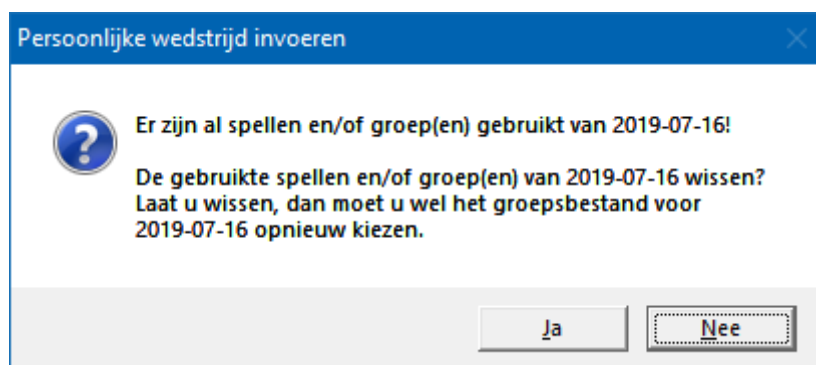 Persoonlijke wedstrijd invoeren
Er zijn al spellen en/of groep(en) gebruikt van 2019-07-16!
De gebruikte spellen en/of groep(en) van 2019-07-16 wissen?
Laat u wissen, dan moet u wel het groepsbestand voor
2019-07-16 opnieuw kiezen.
Ja
Nee